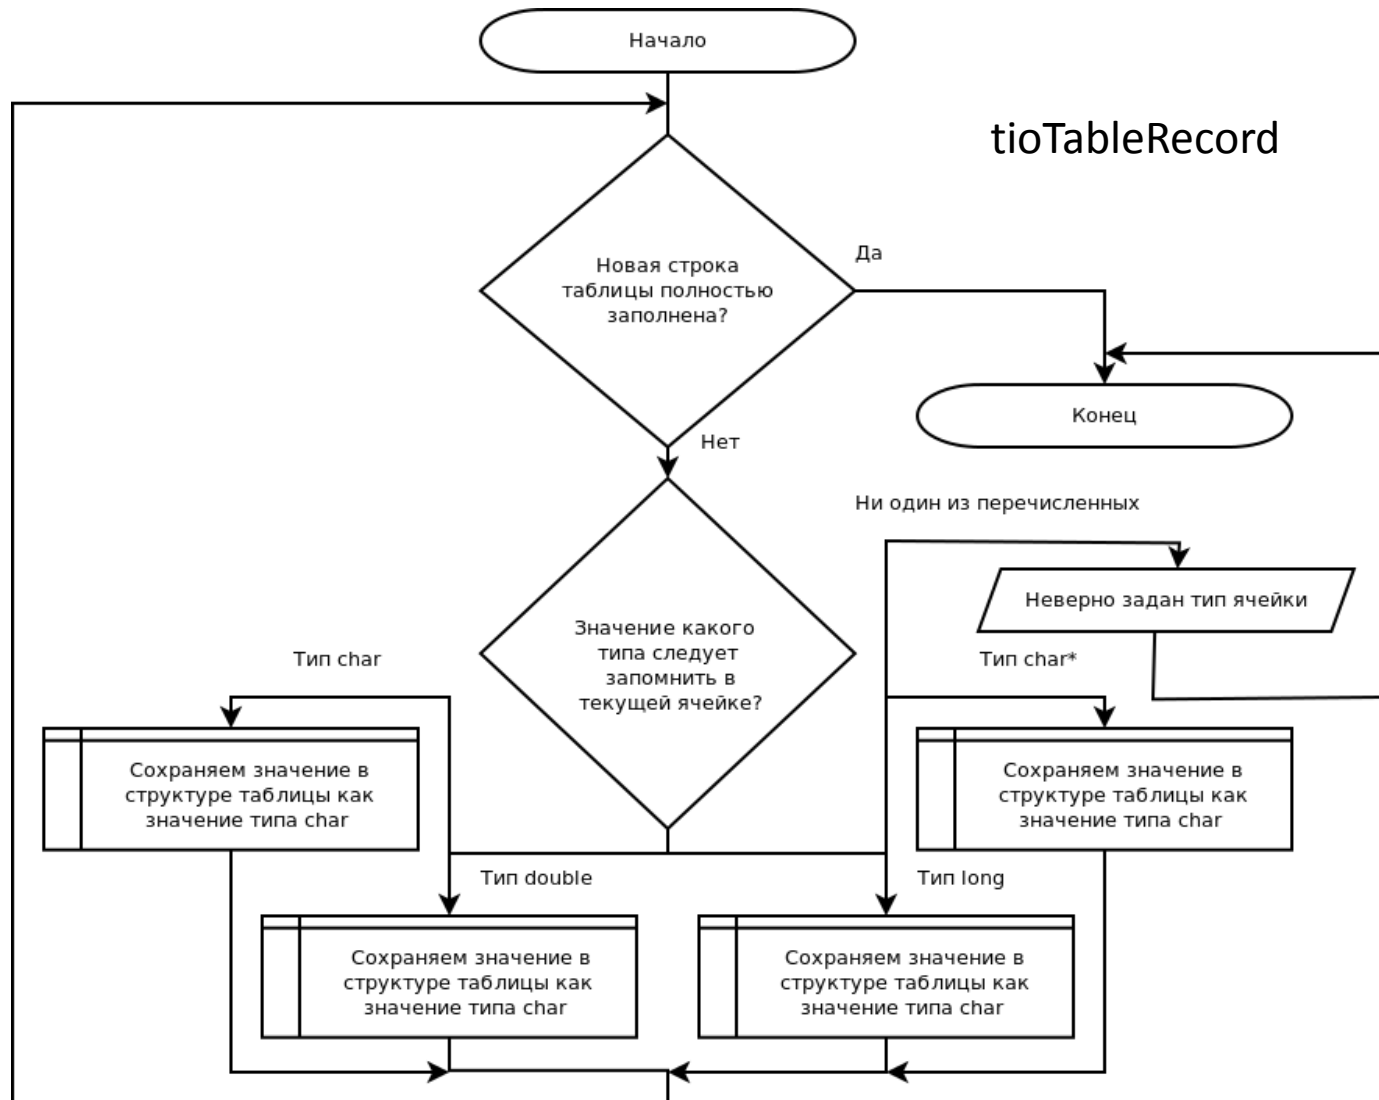 Начало
tioTableRecord
Да
Новая строка
таблицы полностью
заполнена?
Конец
Нет
Ни один из перечисленных
Неверно задан тип ячейки
Значение какого
типа следует
запомнить в
текущей ячейке?
Тип char
Тип char*
Сохраняем значение в
структуре таблицы как
значение типа char
Сохраняем значение в
структуре таблицы как
значение типа char
Тип double
Тип long
Сохраняем значение в
структуре таблицы как
значение типа char
Сохраняем значение в
структуре таблицы как
значение типа char